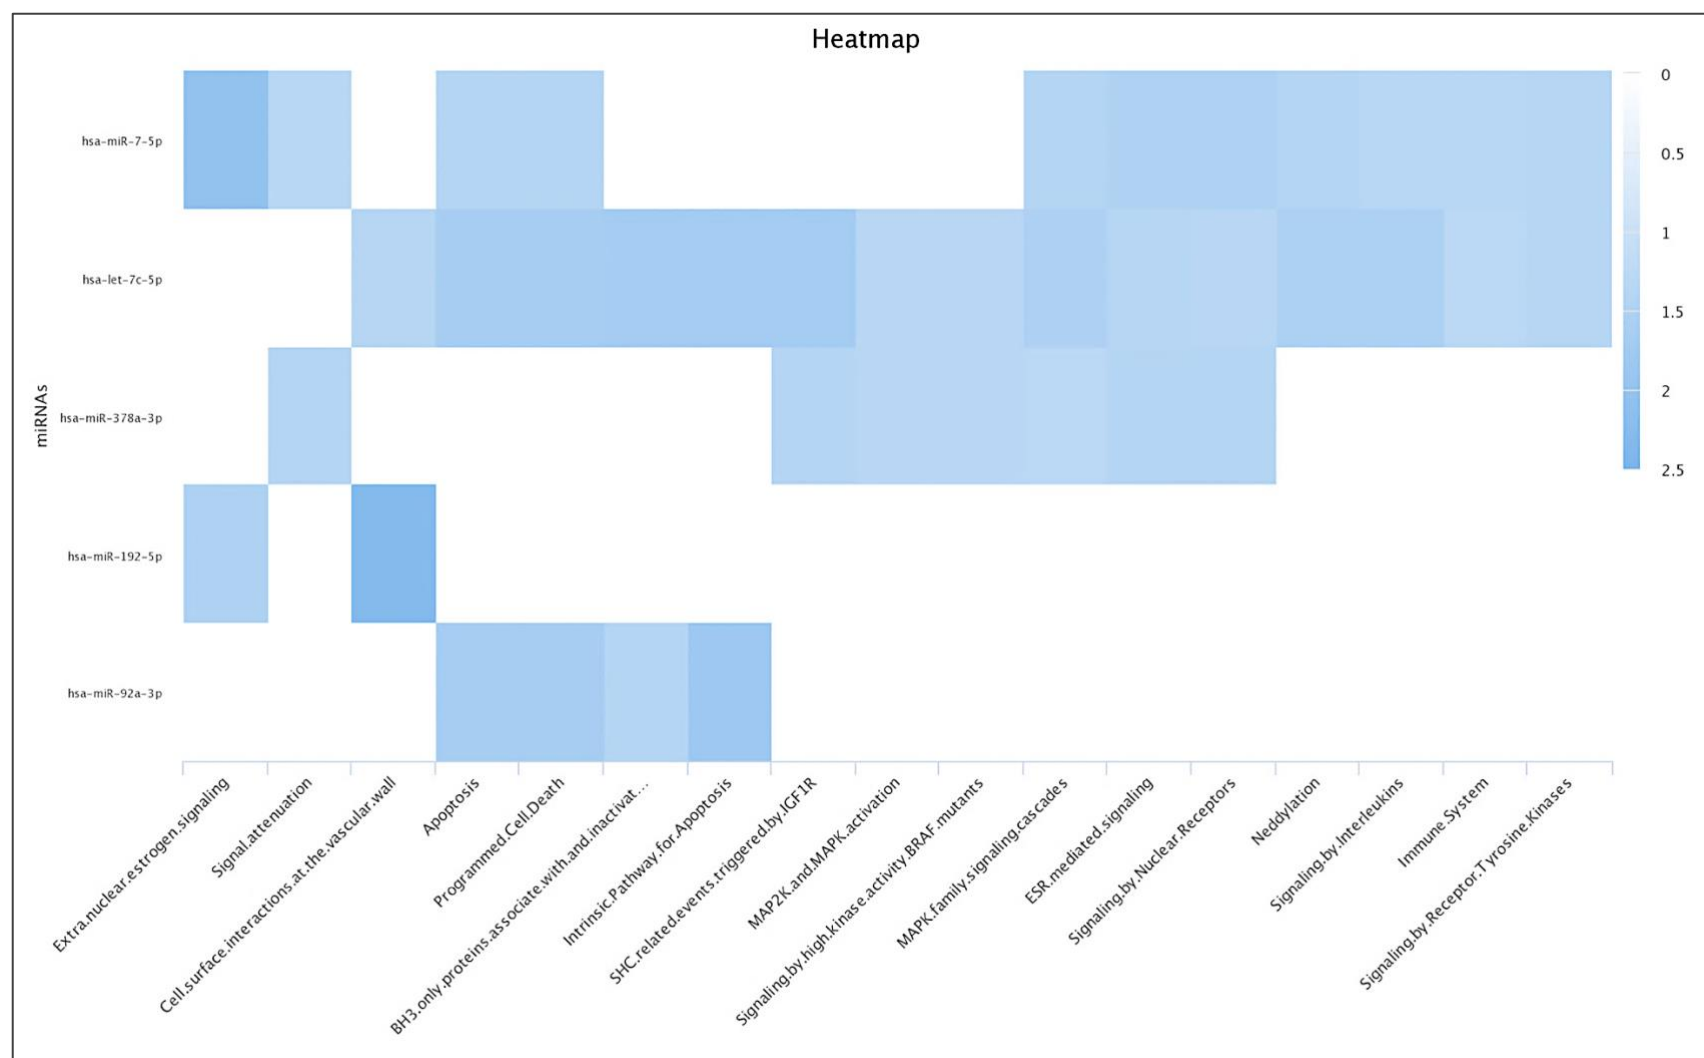 Heatmap
hsa-miR-7-5p
hsa-let-7c-5p
hsa-miR-378a-3p
hsa-miR-192-5p
hsa-miR-92a-3p
miRNAs
0
0.5
1
1.5
2
2.5
Extra.nuclear.estrogen.signaling
Signal.attenuation
Cell.surface.interactions.at.the.vascular.wall
Apoptosis
Programmed.Cell.Death
BH3.only.proteins.associate.with.and.inactivat...
Intrinsic.Pathway.for.Apoptosis
SHC.related.events.triggered.by.IGF1R
MAP2K.and.MAPK.activation
Signaling.by.high.kinase.activity.BRAF.mutants
MAPK.family.signaling.cascades
ESR.mediated.signaling
Signaling.by.Nuclear.Receptors
Neddylation
Signaling.by.Interleukins
Immune.System
Signaling.by.Receptor.Tyrosine.Kinases